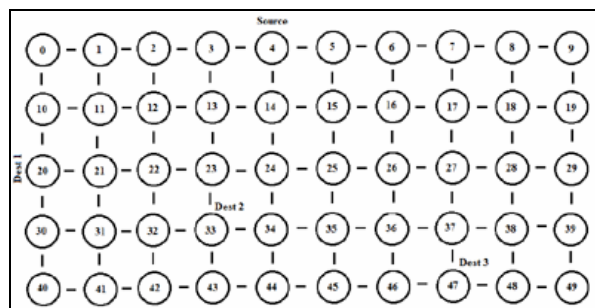 Source
0 1 2 3 4 5 6 7 8 9
10 11 12 13 14 15 16 17 18 19
Dest 1
20 21 22 23 24 25 26 27 28 29
Dest 2
30 31 32 33 34 35 36 37 38 39
Dest 3
40 41 42 43 44 45 46 47 48 49